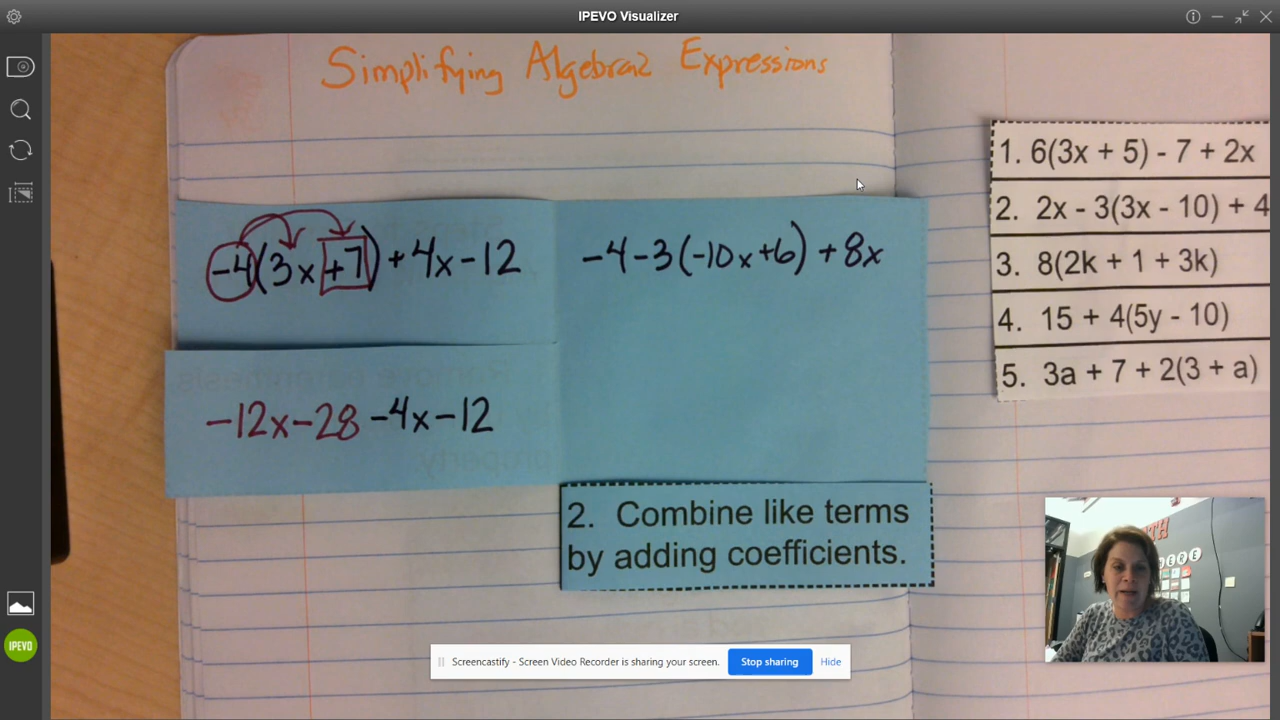 IPEVO Visualizer
Simplifying Algebraic Expressions
-4(3x+7)+4x-12
-4-3(-10x+6)+8x
-12x-28-4x-12
2. Combine like terms
by adding coefficients.
1. 6(3x + 5) - 7 + 2x
2. 2x - 3(3x - 10) + 4
3. 8(2k + 1 + 3k)
4. 15 + 4(5y - 10)
5. 3a + 7 + 2(3 + a)
Screencastify - Screen Video Recorder is sharing your screen. Stop sharing Hide
IPEVO